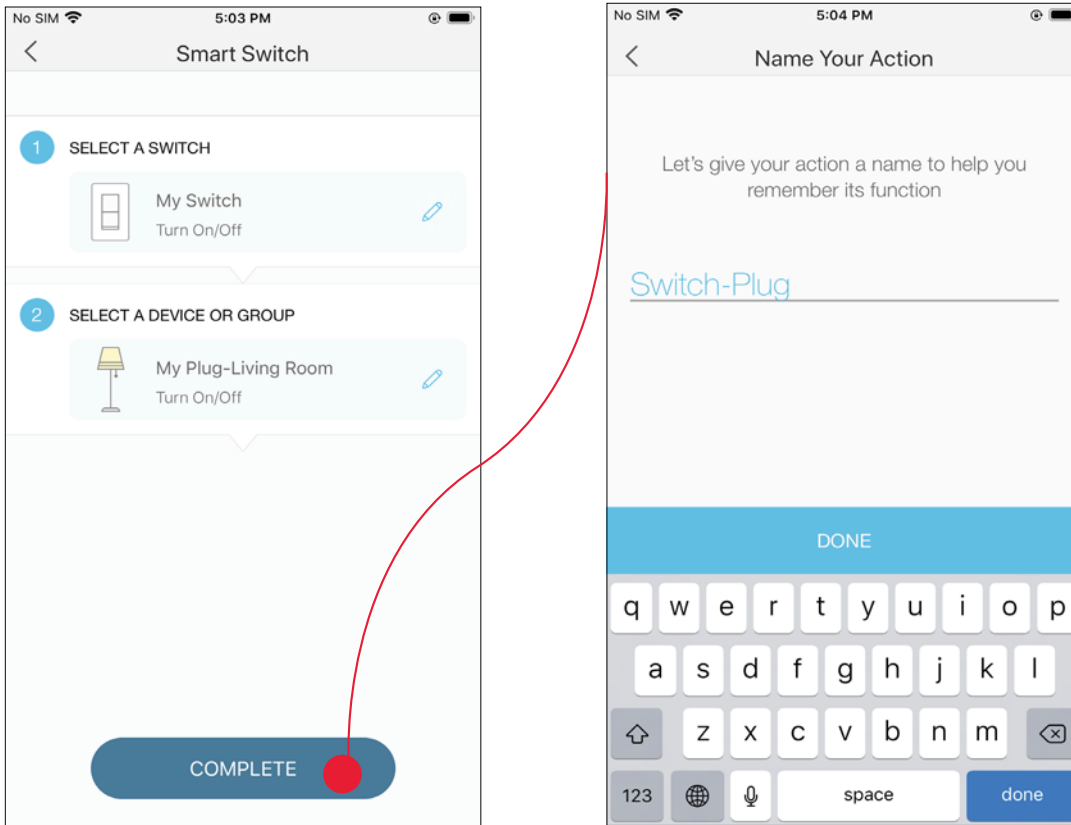 No SIM 5:03 PM
Smart Switch
1 SELECT A SWITCH
My Switch
Turn On/Off
2 SELECT A DEVICE OR GROUP
My Plug-Living Room
Turn On/Off
COMPLETE
No SIM 5:04 PM
Name Your Action
Let's give your action a name to help you
remember its function
Switch-Plug
DONE
q w e r t y u i o p
a s d f g h j k l
z x c v b n m
123 space done